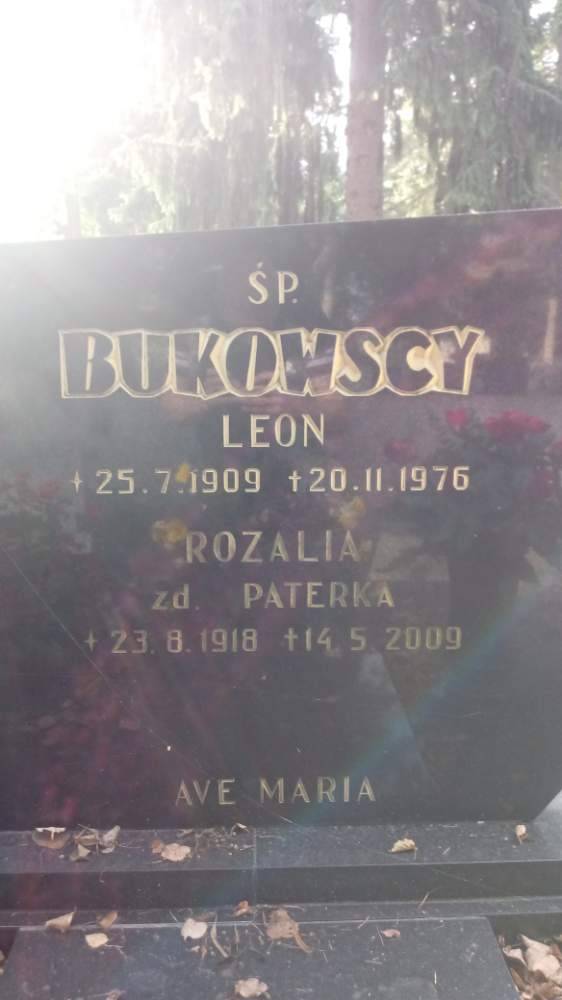 ŚP.
BUKOWSCY
LEON
25.7.1909 †20.11.1976
ROZALIA
zd. PATERKA
23.8.1918 †14 5 2009
AVE MARIA